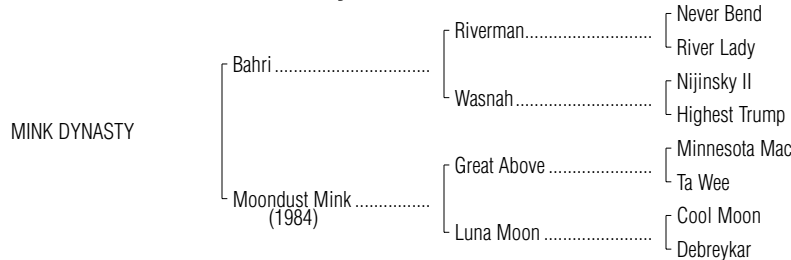 Never Bend
Riverman..........................
River Lady
Bahri ................................
Nijinsky II
Wasnah...........................
Highest Trump
MINK DYNASTY
Minnesota Mac
Great Above .....................
Ta Wee
Moondust Mink ................
(1984)
Cool Moon
Luna Moon ......................
Debreykar